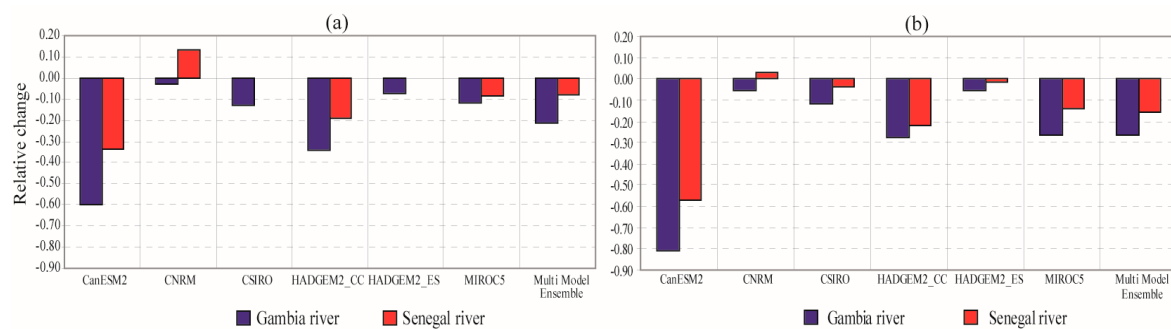 (a)
Relative change
0.20
0.10
0.00
-0.10
-0.20
-0.30
-0.40
-0.50
-0.60
-0.70
-0.80
-0.90
CanESM2 CNRM CSIRO HADGEM2_CC HADGEM2_ES MIROC5 Multi Model
Ensemble
Gambia river Senegal river
(b)
0.20
0.10
0.00
-0.10
-0.20
-0.30
-0.40
-0.50
-0.60
-0.70
-0.80
-0.90
CanESM2 CNRM CSIRO HADGEM2_CC HADGEM2_ES MIROC5 Multi Model
Ensemble
Gambia river Senegal river